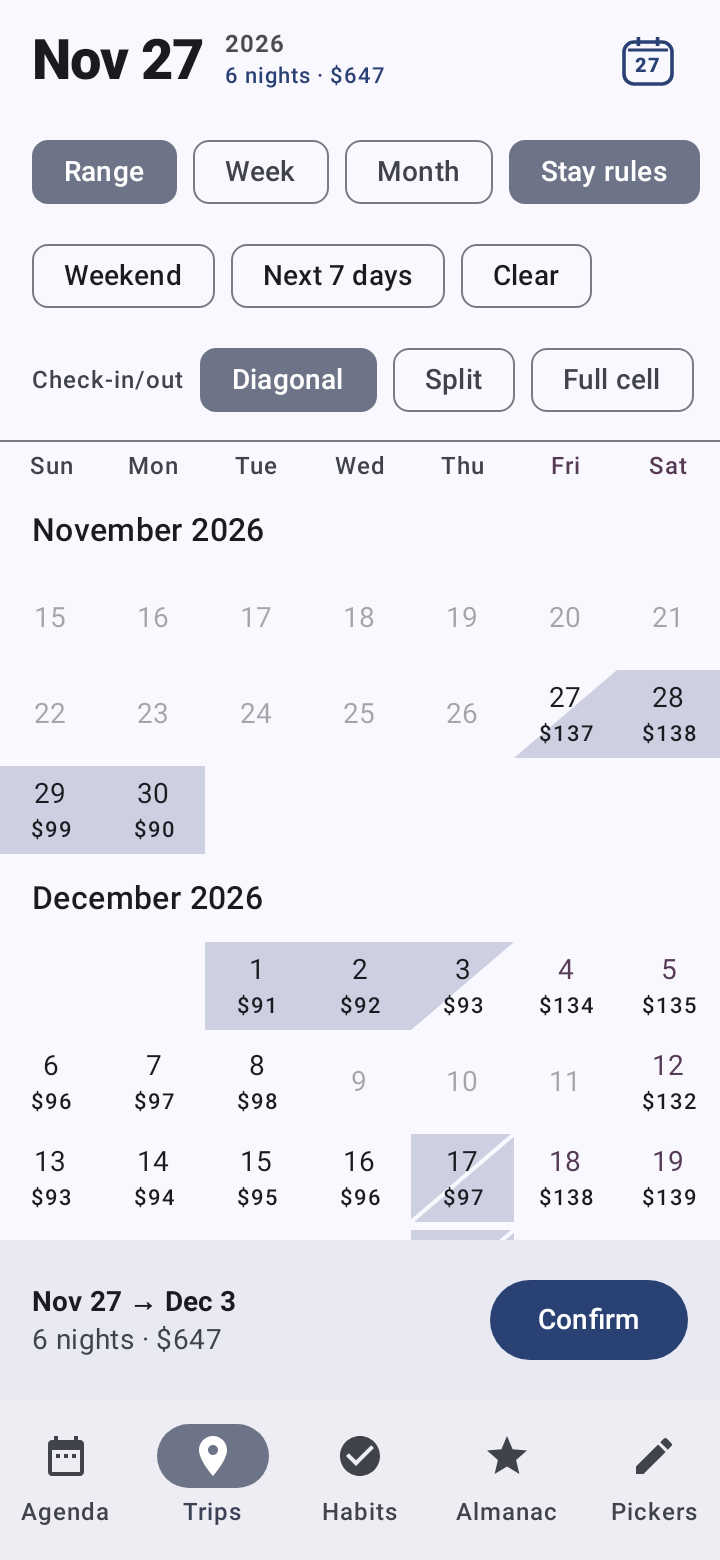 Nov 27
2026
6 nights · $647
27
Range Week Month Stay rules
Weekend Next 7 days Clear
Check-in/out Diagonal Split Full cell
Sun Mon Tue Wed Thu Fri Sat
November 2026
15 16 17 18 19 20 21
22 23 24 25 26 27 28
$137 $138
29 30
$99 $90
December 2026
1 2 3 4 5
$91 $92 $93 $134 $135
6 7 8 9 10 11 12
$96 $97 $98 $132
13 14 15 16 17 18 19
$93 $94 $95 $96 $97 $138 $139
Nov 27 → Dec 3
6 nights · $647
Confirm
Agenda Trips Habits Almanac Pickers